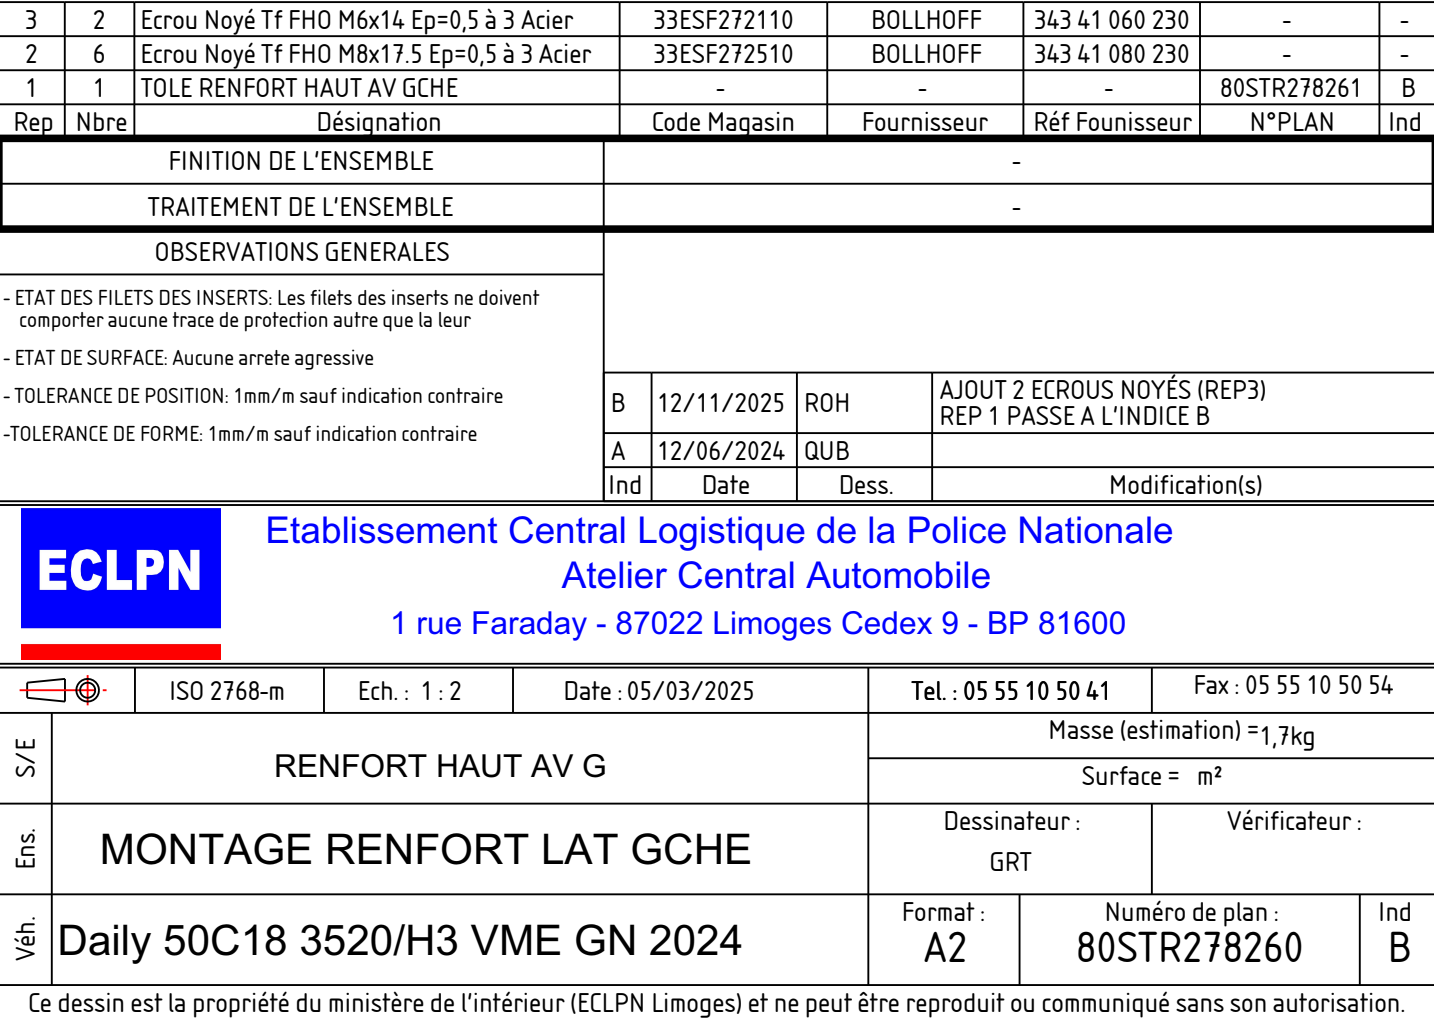 3 2 Ecrou Noyé Tf FHO M6x14 Ep=0,5 à 3 Acier 33ESF272110 BOLLHOFF 343 41 060 230 - -
2 6 Ecrou Noyé Tf FHO M8x17.5 Ep=0,5 à 3 Acier 33ESF272510 BOLLHOFF 343 41 080 230 - -
1 1 TOLE RENFORT HAUT AV GCHE - - - 80STR278261 B
Rep Nbre Désignation Code Magasin Fournisseur Réf Founisseur N°PLAN Ind
FINITION DE L'ENSEMBLE -
TRAITEMENT DE L'ENSEMBLE -
OBSERVATIONS GENERALES
- ETAT DES FILETS DES INSERTS: Les filets des inserts ne doivent
comporter aucune trace de protection autre que la leur
- ETAT DE SURFACE: Aucune arrete agressive
- TOLERANCE DE POSITION: 1mm/m sauf indication contraire
-TOLERANCE DE FORME: 1mm/m sauf indication contraire
B 12/11/2025 ROH AJOUT 2 ECROUS NOYÉS (REP3)
REP 1 PASSE A L'INDICE B
A 12/06/2024 QUB
Ind Date Dess. Modification(s)
ECLPN
Etablissement Central Logistique de la Police Nationale
Atelier Central Automobile
1 rue Faraday - 87022 Limoges Cedex 9 - BP 81600
ISO 2768-m Ech. : 1 : 2 Date : 05/03/2025 Tel. : 05 55 10 50 41 Fax : 05 55 10 50 54
S/E RENFORT HAUT AV G
Masse (estimation) =1,7kg
Surface = m²
Ens. MONTAGE RENFORT LAT GCHE
Dessinateur : Vérificateur :
GRT
Véh. Daily 50C18 3520/H3 VME GN 2024
Format : Numéro de plan : Ind
A2 80STR278260 B
Ce dessin est la propriété du ministère de l'intérieur (ECLPN Limoges) et ne peut être reproduit ou communiqué sans son autorisation.